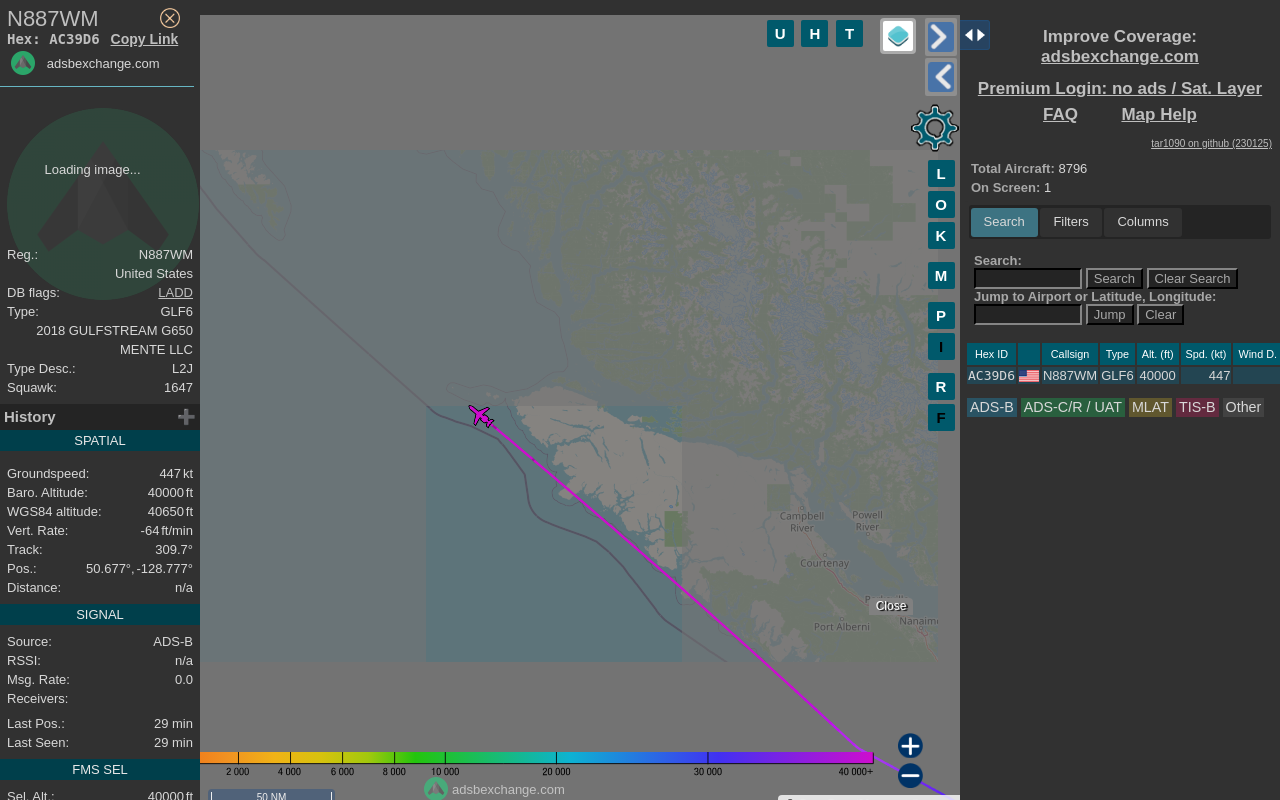 N887WM
Hex: AC39D6 Copy Link
adsbexchange.com
Loading image...
Reg.: N887WM
United States
DB flags: LADD
Type: GLF6
2018 GULFSTREAM G650
MENTE LLC
Type Desc.: L2J
Squawk: 1647
History
SPATIAL
Groundspeed: 447 kt
Baro. Altitude: 40000 ft
WGS84 altitude: 40650 ft
Vert. Rate: -64 ft/min
Track: 309.7°
Pos.: 50.677°, -128.777°
Distance: n/a
SIGNAL
Source: ADS-B
RSSI: n/a
Msg. Rate: 0.0
Receivers:
Last Pos.: 29 min
Last Seen: 29 min
FMS SEL
Sel. Alt.: 40000 ft
U H T
L
O
K
M
P
I
R
F
Campbell
River
Powell
River
Courtenay
Close
Port Alberni
Nanaim
2 000 4 000 6 000 8 000 10 000 20 000 30 000 40 000+
50 NM
adsbexchange.com
Improve Coverage:
adsbexchange.com
Premium Login: no ads / Sat. Layer
FAQ Map Help
tar1090 on github (230125)
Total Aircraft: 8796
On Screen: 1
Search Filters Columns
Search:
Search Clear Search
Jump to Airport or Latitude, Longitude:
Jump Clear
Hex ID Callsign Type Alt. (ft) Spd. (kt) Wind D.
AC39D6 N887WM GLF6 40000 447
ADS-B ADS-C/R / UAT MLAT TIS-B Other